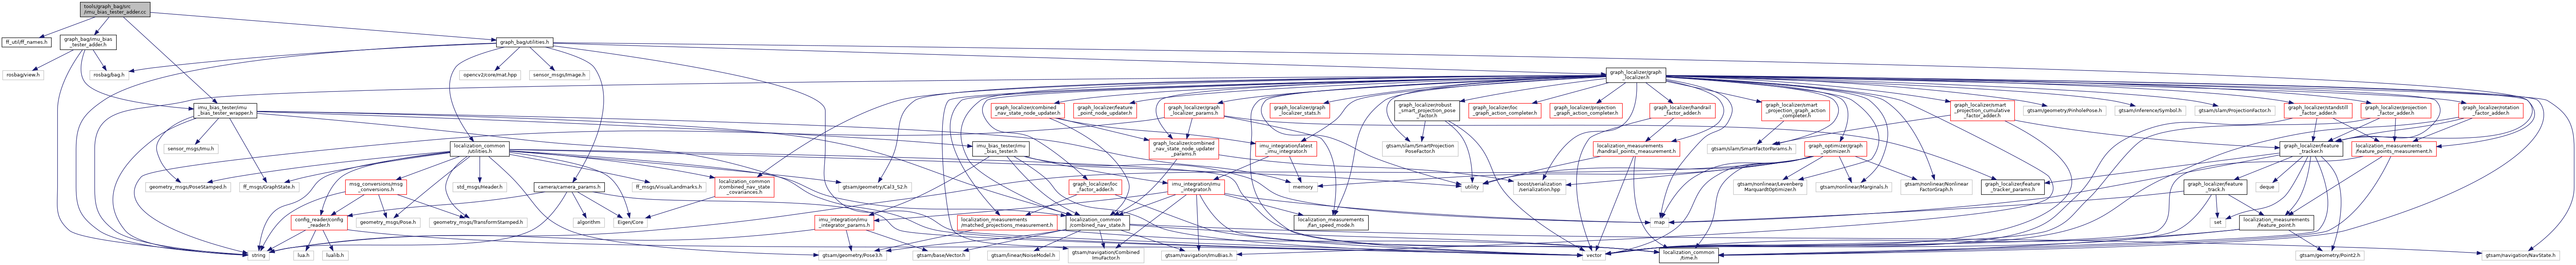 tools/graph_bag/src
/imu_bias_tester_adder.cc
ff_util/ff_names.h
graph_bag/imu_bias
_tester_adder.h
graph_bag/utilities.h
rosbag/view.h
rosbag/bag.h
opencv2/core/mat.hpp
sensor_msgs/Image.h
graph_localizer/graph
_localizer.h
imu_bias_tester/imu
_bias_tester_wrapper.h
graph_localizer/combined
_nav_state_node_updater.h
graph_localizer/feature
_point_node_updater.h
graph_localizer/graph
_localizer_params.h
graph_localizer/graph
_localizer_stats.h
graph_localizer/robust
_smart_projection_pose
_factor.h
graph_localizer/loc
_graph_action_completer.h
graph_localizer/projection
_graph_action_completer.h
graph_localizer/handrail
_factor_adder.h
graph_localizer/smart
_projection_graph_action
_completer.h
graph_localizer/smart
_projection_cumulative
_factor_adder.h
gtsam/geometry/PinholePose.h
gtsam/inference/Symbol.h
gtsam/slam/ProjectionFactor.h
graph_localizer/standstill
_factor_adder.h
graph_localizer/projection
_factor_adder.h
graph_localizer/rotation
_factor_adder.h
sensor_msgs/Imu.h
localization_common
/utilities.h
imu_bias_tester/imu
_bias_tester.h
graph_localizer/combined
_nav_state_node_updater
_params.h
imu_integration/latest
_imu_integrator.h
gtsam/slam/SmartProjection
PoseFactor.h
localization_measurements
/handrail_points_measurement.h
gtsam/slam/SmartFactorParams.h
graph_optimizer/graph
_optimizer.h
graph_localizer/feature
_tracker.h
localization_measurements
/feature_points_measurement.h
geometry_msgs/PoseStamped.h
ff_msgs/GraphState.h
msg_conversions/msg
_conversions.h
std_msgs/Header.h
camera/camera_params.h
ff_msgs/VisualLandmarks.h
localization_common
/combined_nav_state
_covariances.h
gtsam/geometry/Cal3_S2.h
graph_localizer/loc
_factor_adder.h
imu_integration/imu
_integrator.h
memory
utility
boost/serialization
/serialization.hpp
gtsam/nonlinear/Levenberg
MarquardtOptimizer.h
gtsam/nonlinear/Marginals.h
gtsam/nonlinear/Nonlinear
FactorGraph.h
graph_localizer/feature
_tracker_params.h
graph_localizer/feature
_track.h
deque
config_reader/config
_reader.h
geometry_msgs/Pose.h
geometry_msgs/TransformStamped.h
algorithm
Eigen/Core
imu_integration/imu
_integrator_params.h
localization_measurements
/matched_projections_measurement.h
localization_common
/combined_nav_state.h
localization_measurements
/fan_speed_mode.h
map
set
localization_measurements
/feature_point.h
string
lua.h
lualib.h
gtsam/geometry/Pose3.h
gtsam/base/Vector.h
gtsam/linear/NoiseModel.h
gtsam/navigation/Combined
ImuFactor.h
gtsam/navigation/ImuBias.h
vector
localization_common
/time.h
gtsam/geometry/Point2.h
gtsam/navigation/NavState.h